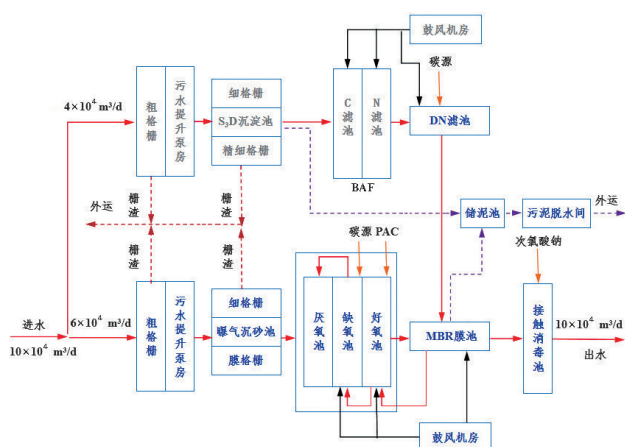 鼓风机房
碳源
4×10⁴ m³/d
粗格栅
污水提升泵房
细格栅
S₃D沉淀池
精细格栅
C滤池
N滤池
DN滤池
BAF
外运
栅渣
栅渣
储泥池
污泥脱水间
外运
栅渣
栅渣
碳源 PAC
次氯酸钠
进水
10×10⁴ m³/d
6×10⁴ m³/d
粗格栅
污水提升泵房
细格栅
曝气沉砂池
膜格栅
厌氧池
缺氧池
好氧池
MBR膜池
接触消毒池
10×10⁴ m³/d
出水
鼓风机房